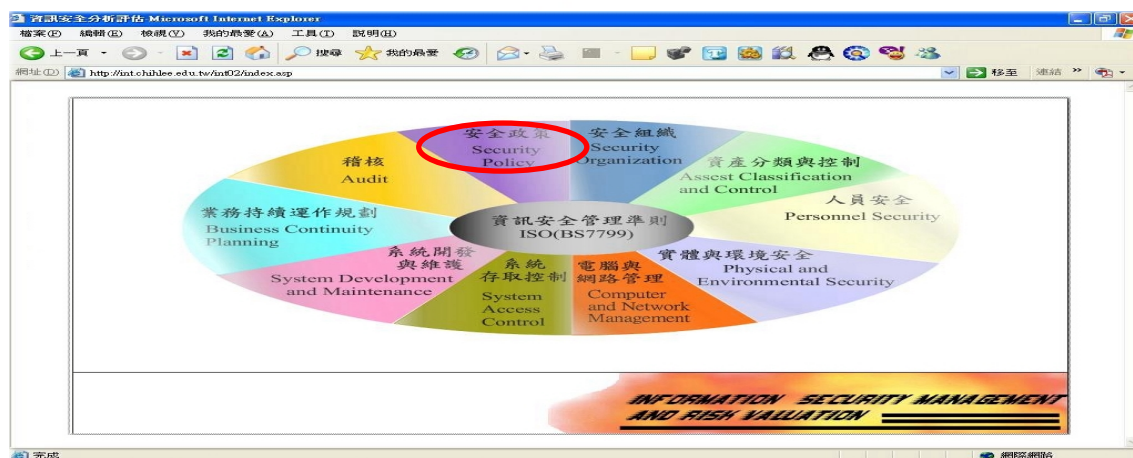 資訊安全分析評估 Microsoft Internet Explorer
檔案(F) 編輯(E) 檢視(V) 我的最愛(A) 工具(T) 說明(H)
上一頁 搜尋 我的最愛
網址(D) http://int.chihlee.edu.tw/int02/index.asp 移至 連結 »
安全政策
Security
Policy
安全組織
Security
Organization
資產分類與控制
Assest Classification
and Control
人員安全
Personnel Security
實體與環境安全
Physical and
Environmental Security
電腦與
網路管理
Computer
and Network
Management
系統
存取控制
System
Access
Control
系統開發
與維護
System Development
and Maintenance
業務持續運作規劃
Business Continuity
Planning
稽核
Audit
資訊安全管理準則
ISO(BS7799)
INFORMATION SECURITY MANAGEMENT
AND RISK VALUATION
完成 網際網路